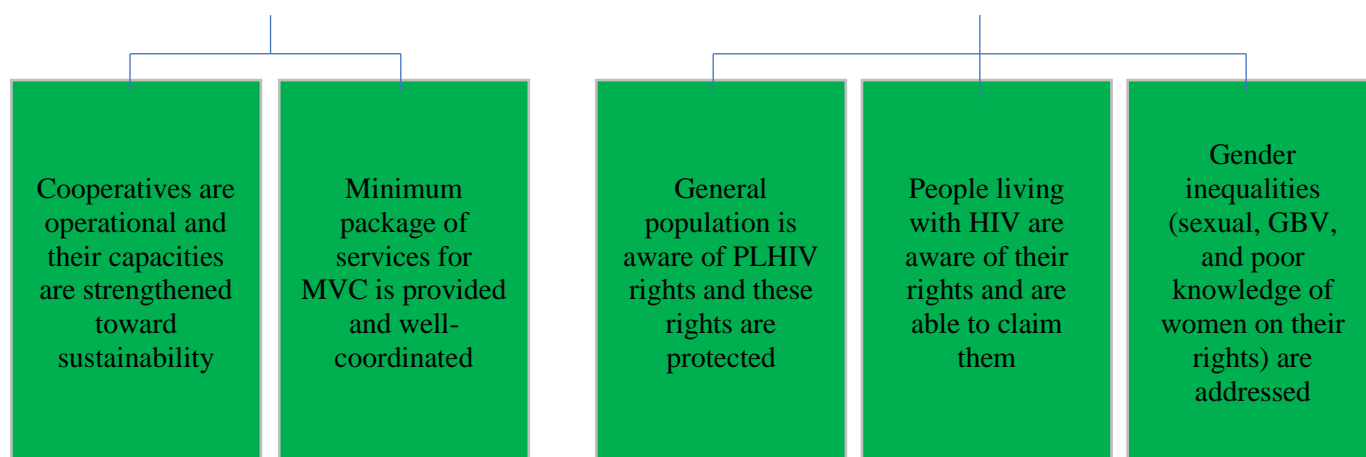 Cooperatives are
operational and
their capacities
are strengthened
toward
sustainability
Minimum
package of
services for
MVC is provided
and well-
coordinated
General
population is
aware of PLHIV
rights and these
rights are
protected
People living
with HIV are
aware of their
rights and are
able to claim
them
Gender
inequalities
(sexual, GBV,
and poor
knowledge of
women on their
rights) are
addressed